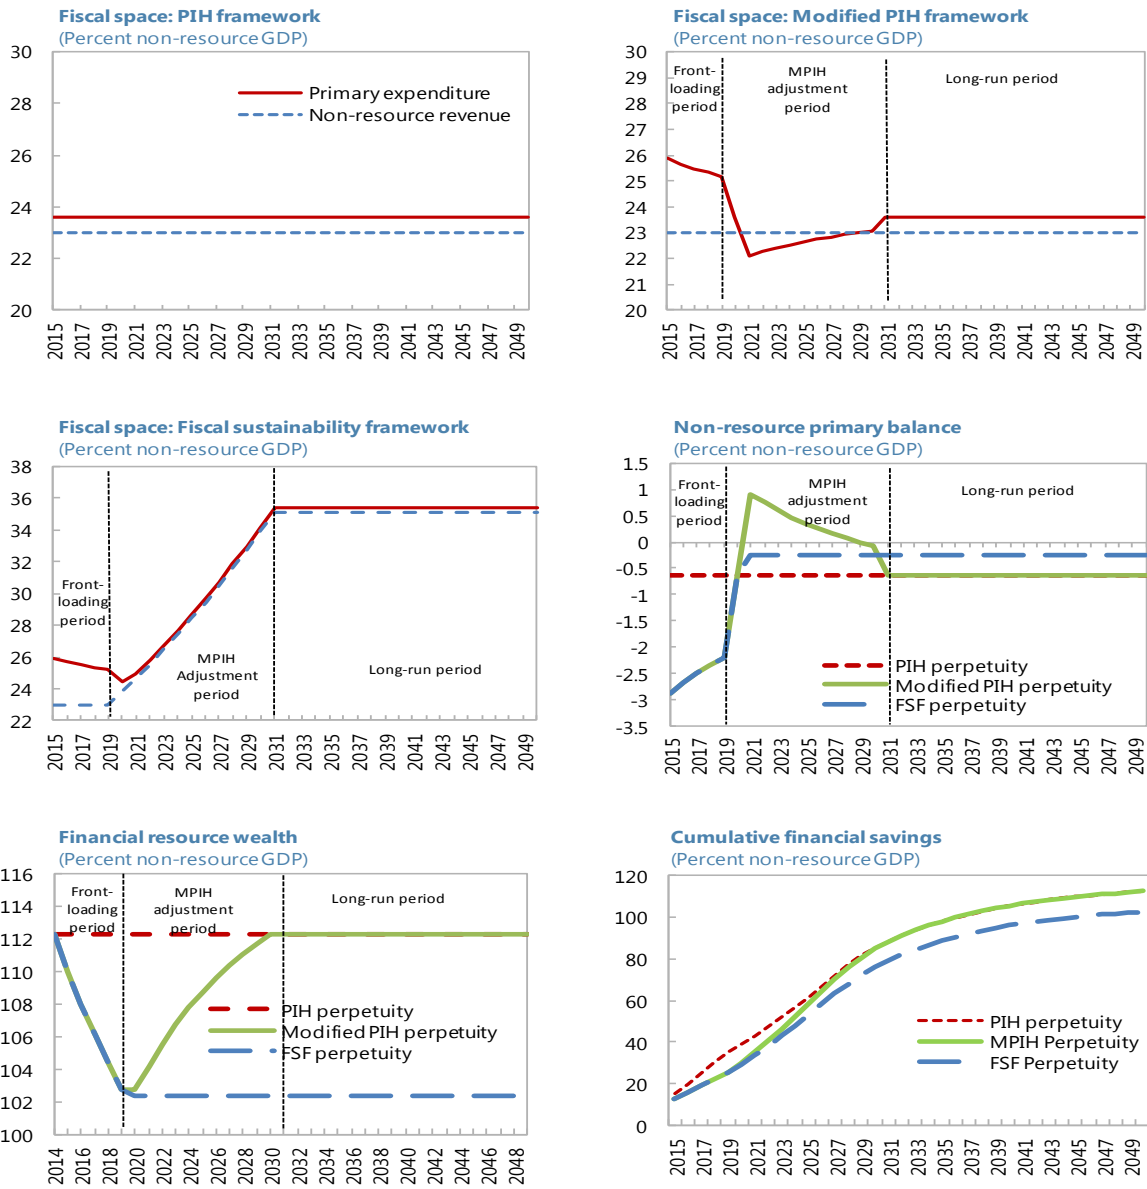 Fiscal space: PIH framework
(Percent non-resource GDP)
30
28
26
24
22
20
Primary expenditure
Non-resource revenue
2015 2017 2019 2021 2023 2025 2027 2029 2031 2033 2035 2037 2039 2041 2043 2045 2047 2049
Fiscal space: Modified PIH framework
(Percent non-resource GDP)
30
29
28
27
26
25
24
23
22
21
20
Front-
loading
period
MPIH
adjustment
period
Long-run period
2015 2017 2019 2021 2023 2025 2027 2029 2031 2033 2035 2037 2039 2041 2043 2045 2047 2049
Fiscal space: Fiscal sustainability framework
(Percent non-resource GDP)
38
36
34
32
30
28
26
24
22
Front-
loading
period
MPIH
Adjustment
period
Long-run period
2015 2017 2019 2021 2023 2025 2027 2029 2031 2033 2035 2037 2039 2041 2043 2045 2047 2049
Non-resource primary balance
(Percent non-resource GDP)
1.5
1
0.5
0
-0.5
-1
-1.5
-2
-2.5
-3
-3.5
Front-
loading
period
MPIH
adjustment
period
Long-run period
PIH perpetuity
Modified PIH perpetuity
FSF perpetuity
2015 2017 2019 2021 2023 2025 2027 2029 2031 2033 2035 2037 2039 2041 2043 2045 2047 2049
Financial resource wealth
(Percent non-resource GDP)
116
114
112
110
108
106
104
102
100
Front-
loading
period
MPIH
adjustment
period
Long-run period
PIH perpetuity
Modified PIH perpetuity
FSF perpetuity
2014 2016 2018 2020 2022 2024 2026 2028 2030 2032 2034 2036 2038 2040 2042 2044 2046 2048
Cumulative financial savings
(Percent non-resource GDP)
120
100
80
60
40
20
0
PIH perpetuity
MPIH Perpetuity
FSF Perpetuity
2015 2017 2019 2021 2023 2025 2027 2029 2031 2033 2035 2037 2039 2041 2043 2045 2047 2049